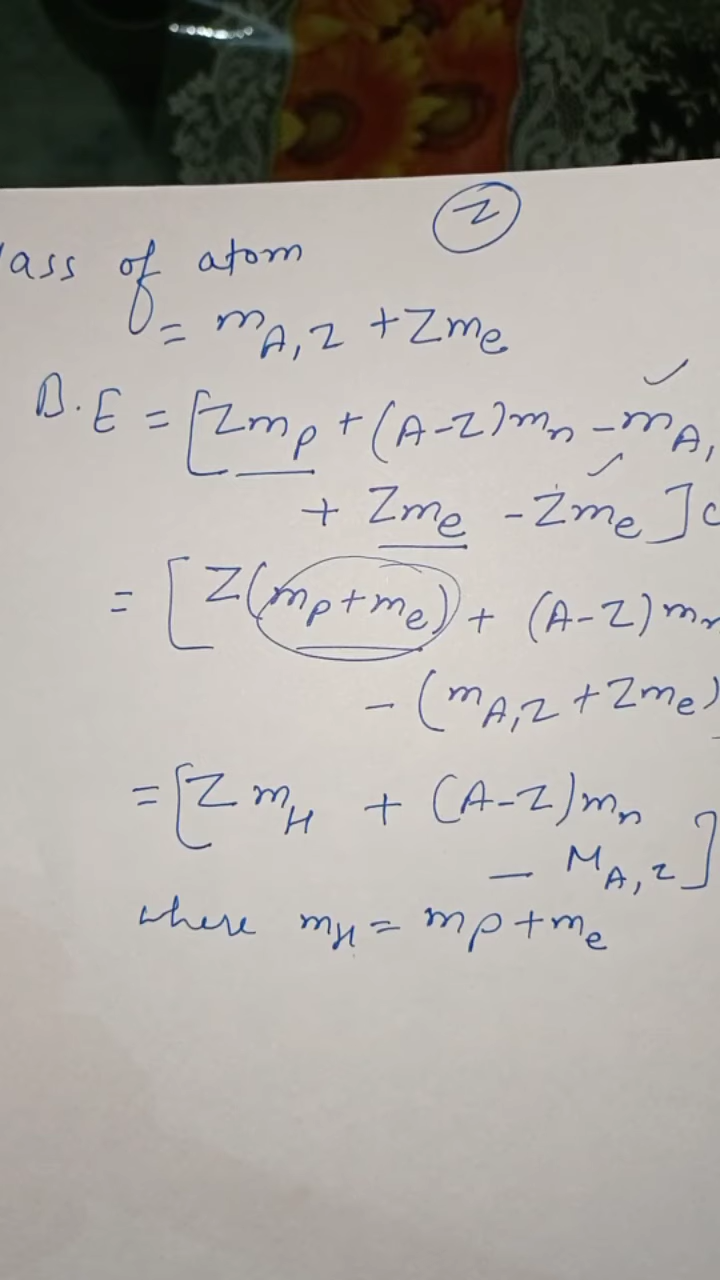 ②
ass of atom
= m_{A,Z} + Zm_e
B.E = [Zm_p + (A-Z)m_n - m_{A,
+ Zm_e - Zm_e]c
= [Z(m_p+m_e) + (A-Z)m_n
- (m_{A,Z} + Zm_e)
= [Z m_H + (A-Z)m_n
- M_{A,Z}]
where m_H = m_p + m_e